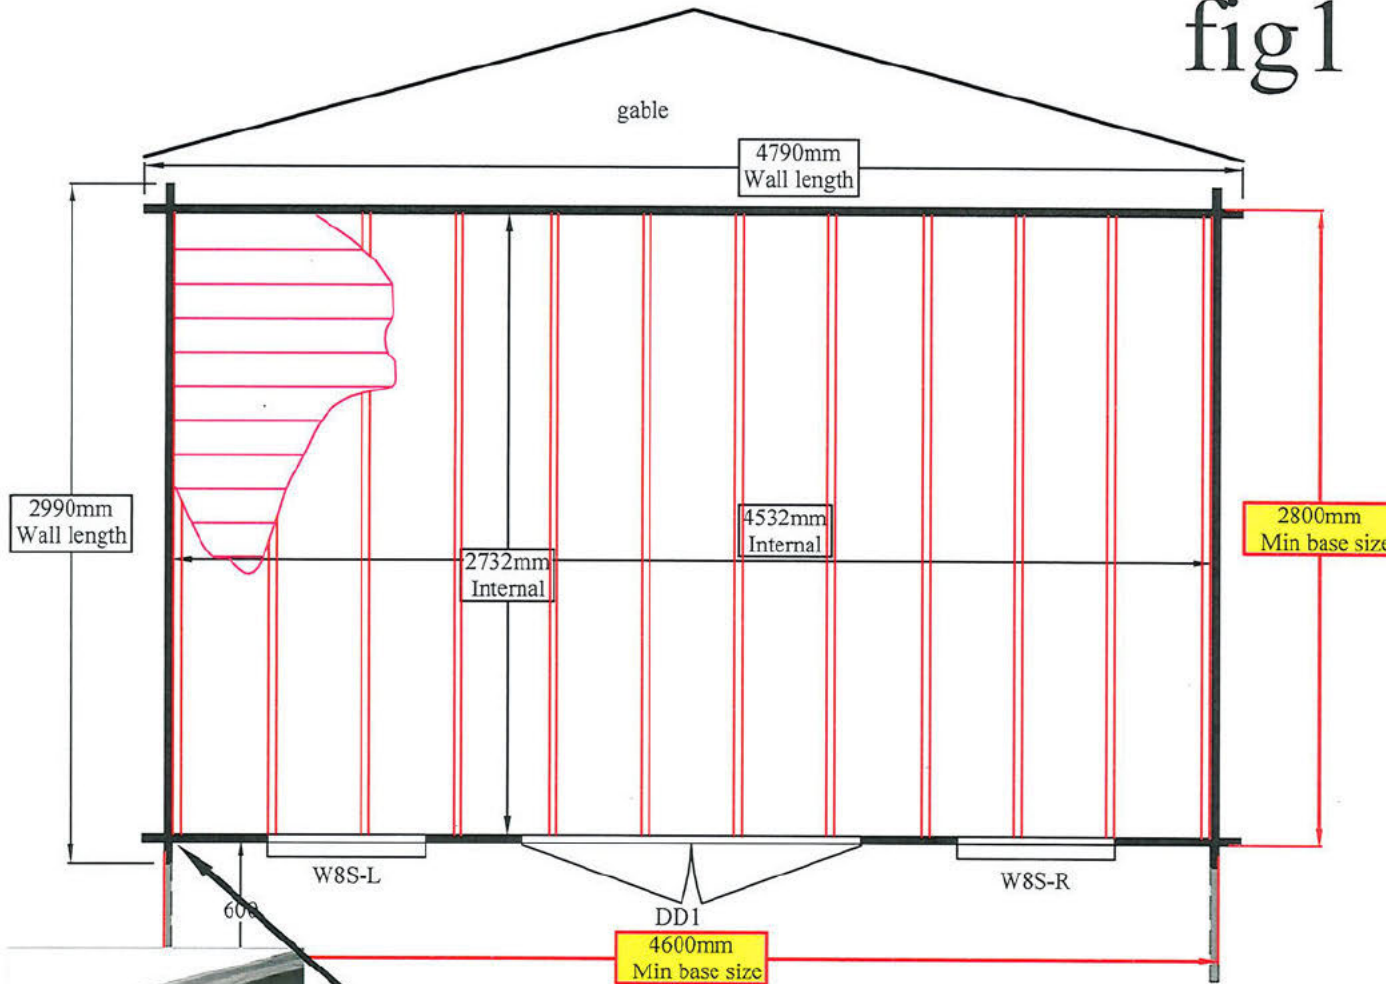 fig1
gable
4790mm
Wall length
2990mm
Wall length
4532mm
Internal
2732mm
Internal
2800mm
Min base size
W8S-L
W8S-R
600
DD1
4600mm
Min base size